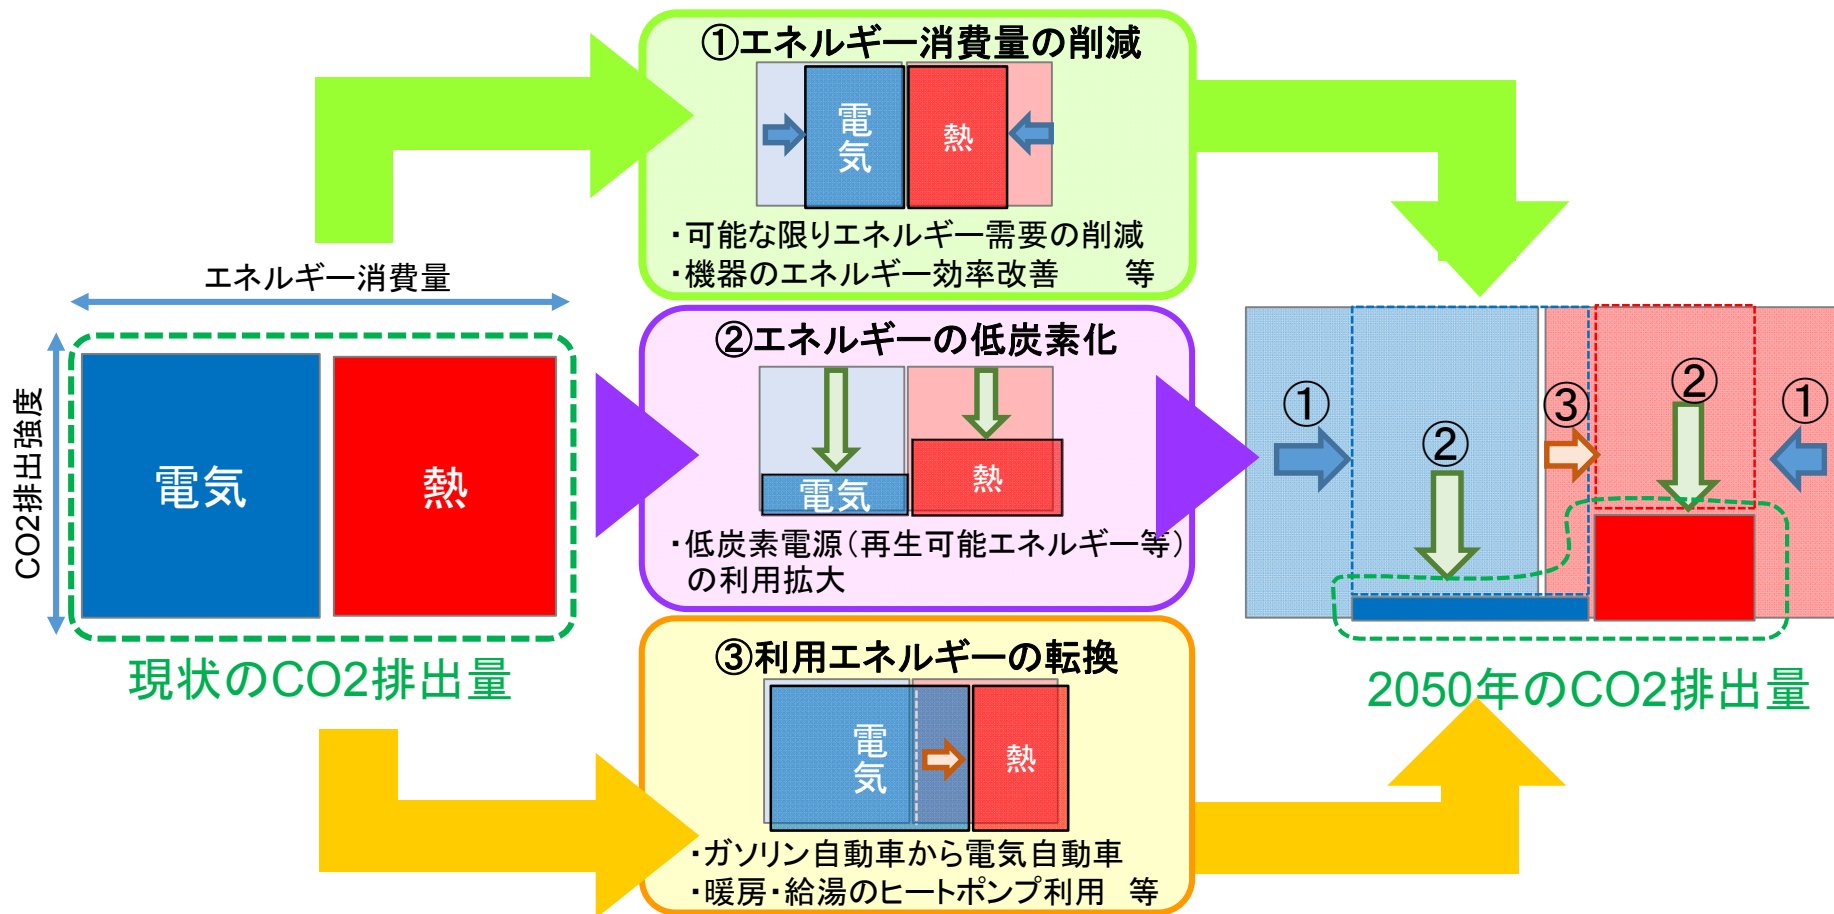 ①エネルギー消費量の削減
電気
熱
・可能な限りエネルギー需要の削減
・機器のエネルギー効率改善　　等
エネルギー消費量
CO2排出強度
電気
熱
現状のCO2排出量
②エネルギーの低炭素化
電気
熱
・低炭素電源（再生可能エネルギー等）
の利用拡大
③利用エネルギーの転換
電気
熱
・ガソリン自動車から電気自動車
・暖房・給湯のヒートポンプ利用　等
①
②
③
②
①
2050年のCO2排出量